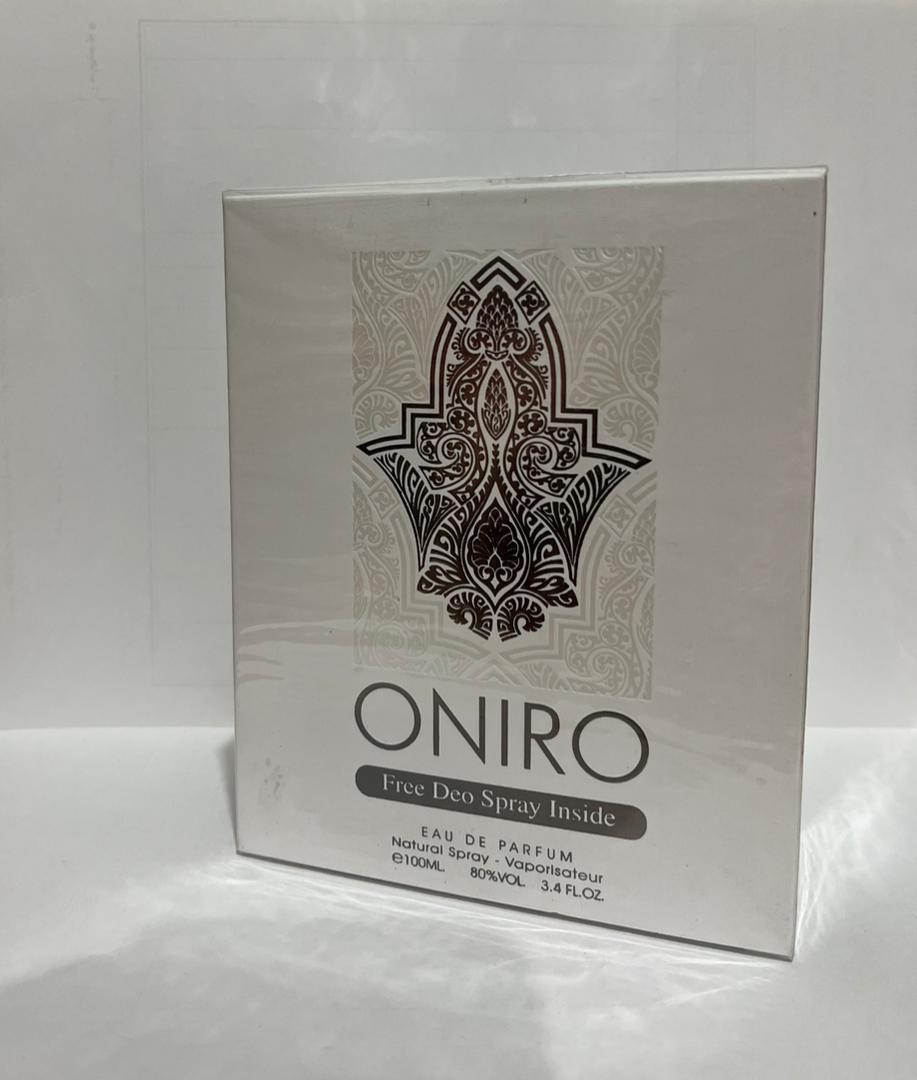 ONIRO
Free Deo Spray Inside
EAU DE PARFUM
Natural Spray - Vaporisateur
℮100ML. 80%VOL. 3.4 FL.OZ.